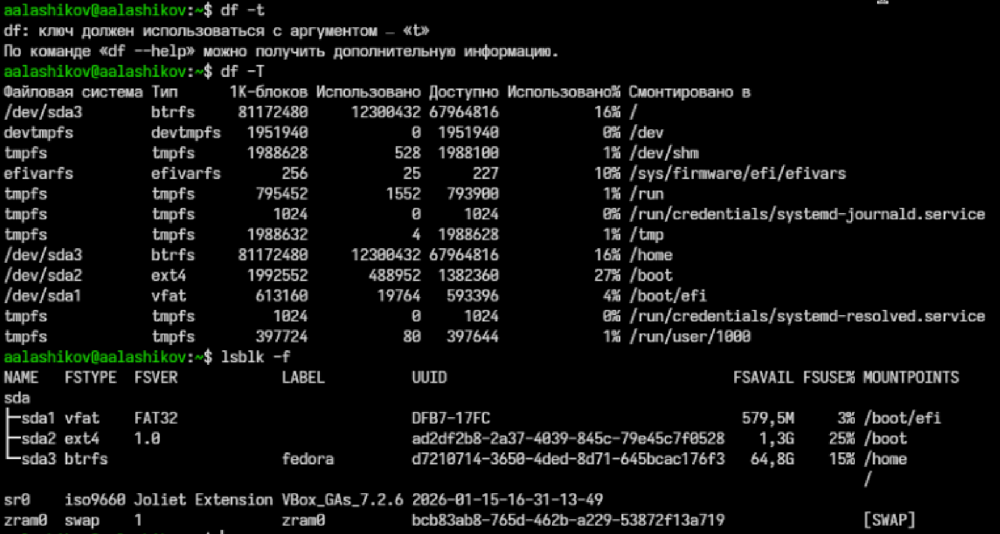 aalashikov@aalashikov:~$ df -t
df: ключ должен использоваться с аргументом — «t»
По команде «df --help» можно получить дополнительную информацию.
aalashikov@aalashikov:~$ df -T
Файловая система Тип      1K-блоков Использовано Доступно Использовано% Смонтировано в
/dev/sda3        btrfs     81172480     12300432 67964816           16% /
devtmpfs         devtmpfs   1951940            0  1951940            0% /dev
tmpfs            tmpfs      1988628          528  1988100            1% /dev/shm
efivarfs         efivarfs       256           25      227           10% /sys/firmware/efi/efivars
tmpfs            tmpfs       795452         1552   793900            1% /run
tmpfs            tmpfs         1024            0     1024            0% /run/credentials/systemd-journald.service
tmpfs            tmpfs      1988632            4  1988628            1% /tmp
/dev/sda3        btrfs     81172480     12300432 67964816           16% /home
/dev/sda2        ext4       1992552       488952  1382360           27% /boot
/dev/sda1        vfat        613160        19764   593396            4% /boot/efi
tmpfs            tmpfs         1024            0     1024            0% /run/credentials/systemd-resolved.service
tmpfs            tmpfs       397724           80   397644            1% /run/user/1000
aalashikov@aalashikov:~$ lsblk -f
NAME   FSTYPE  FSVER            LABEL          UUID                                 FSAVAIL FSUSE% MOUNTPOINTS
sda
├─sda1 vfat    FAT32                           DFB7-17FC                             579,5M     3% /boot/efi
├─sda2 ext4    1.0                             ad2df2b8-2a37-4039-845c-79e45c7f0528    1,3G    25% /boot
└─sda3 btrfs                    fedora         d7210714-3650-4ded-8d71-645bcac176f3   64,8G    15% /home
/
sr0    iso9660 Joliet Extension VBox_GAs_7.2.6 2026-01-15-16-31-13-49
zram0  swap    1                zram0          bcb83ab8-765d-462b-a229-53872f13a719                [SWAP]